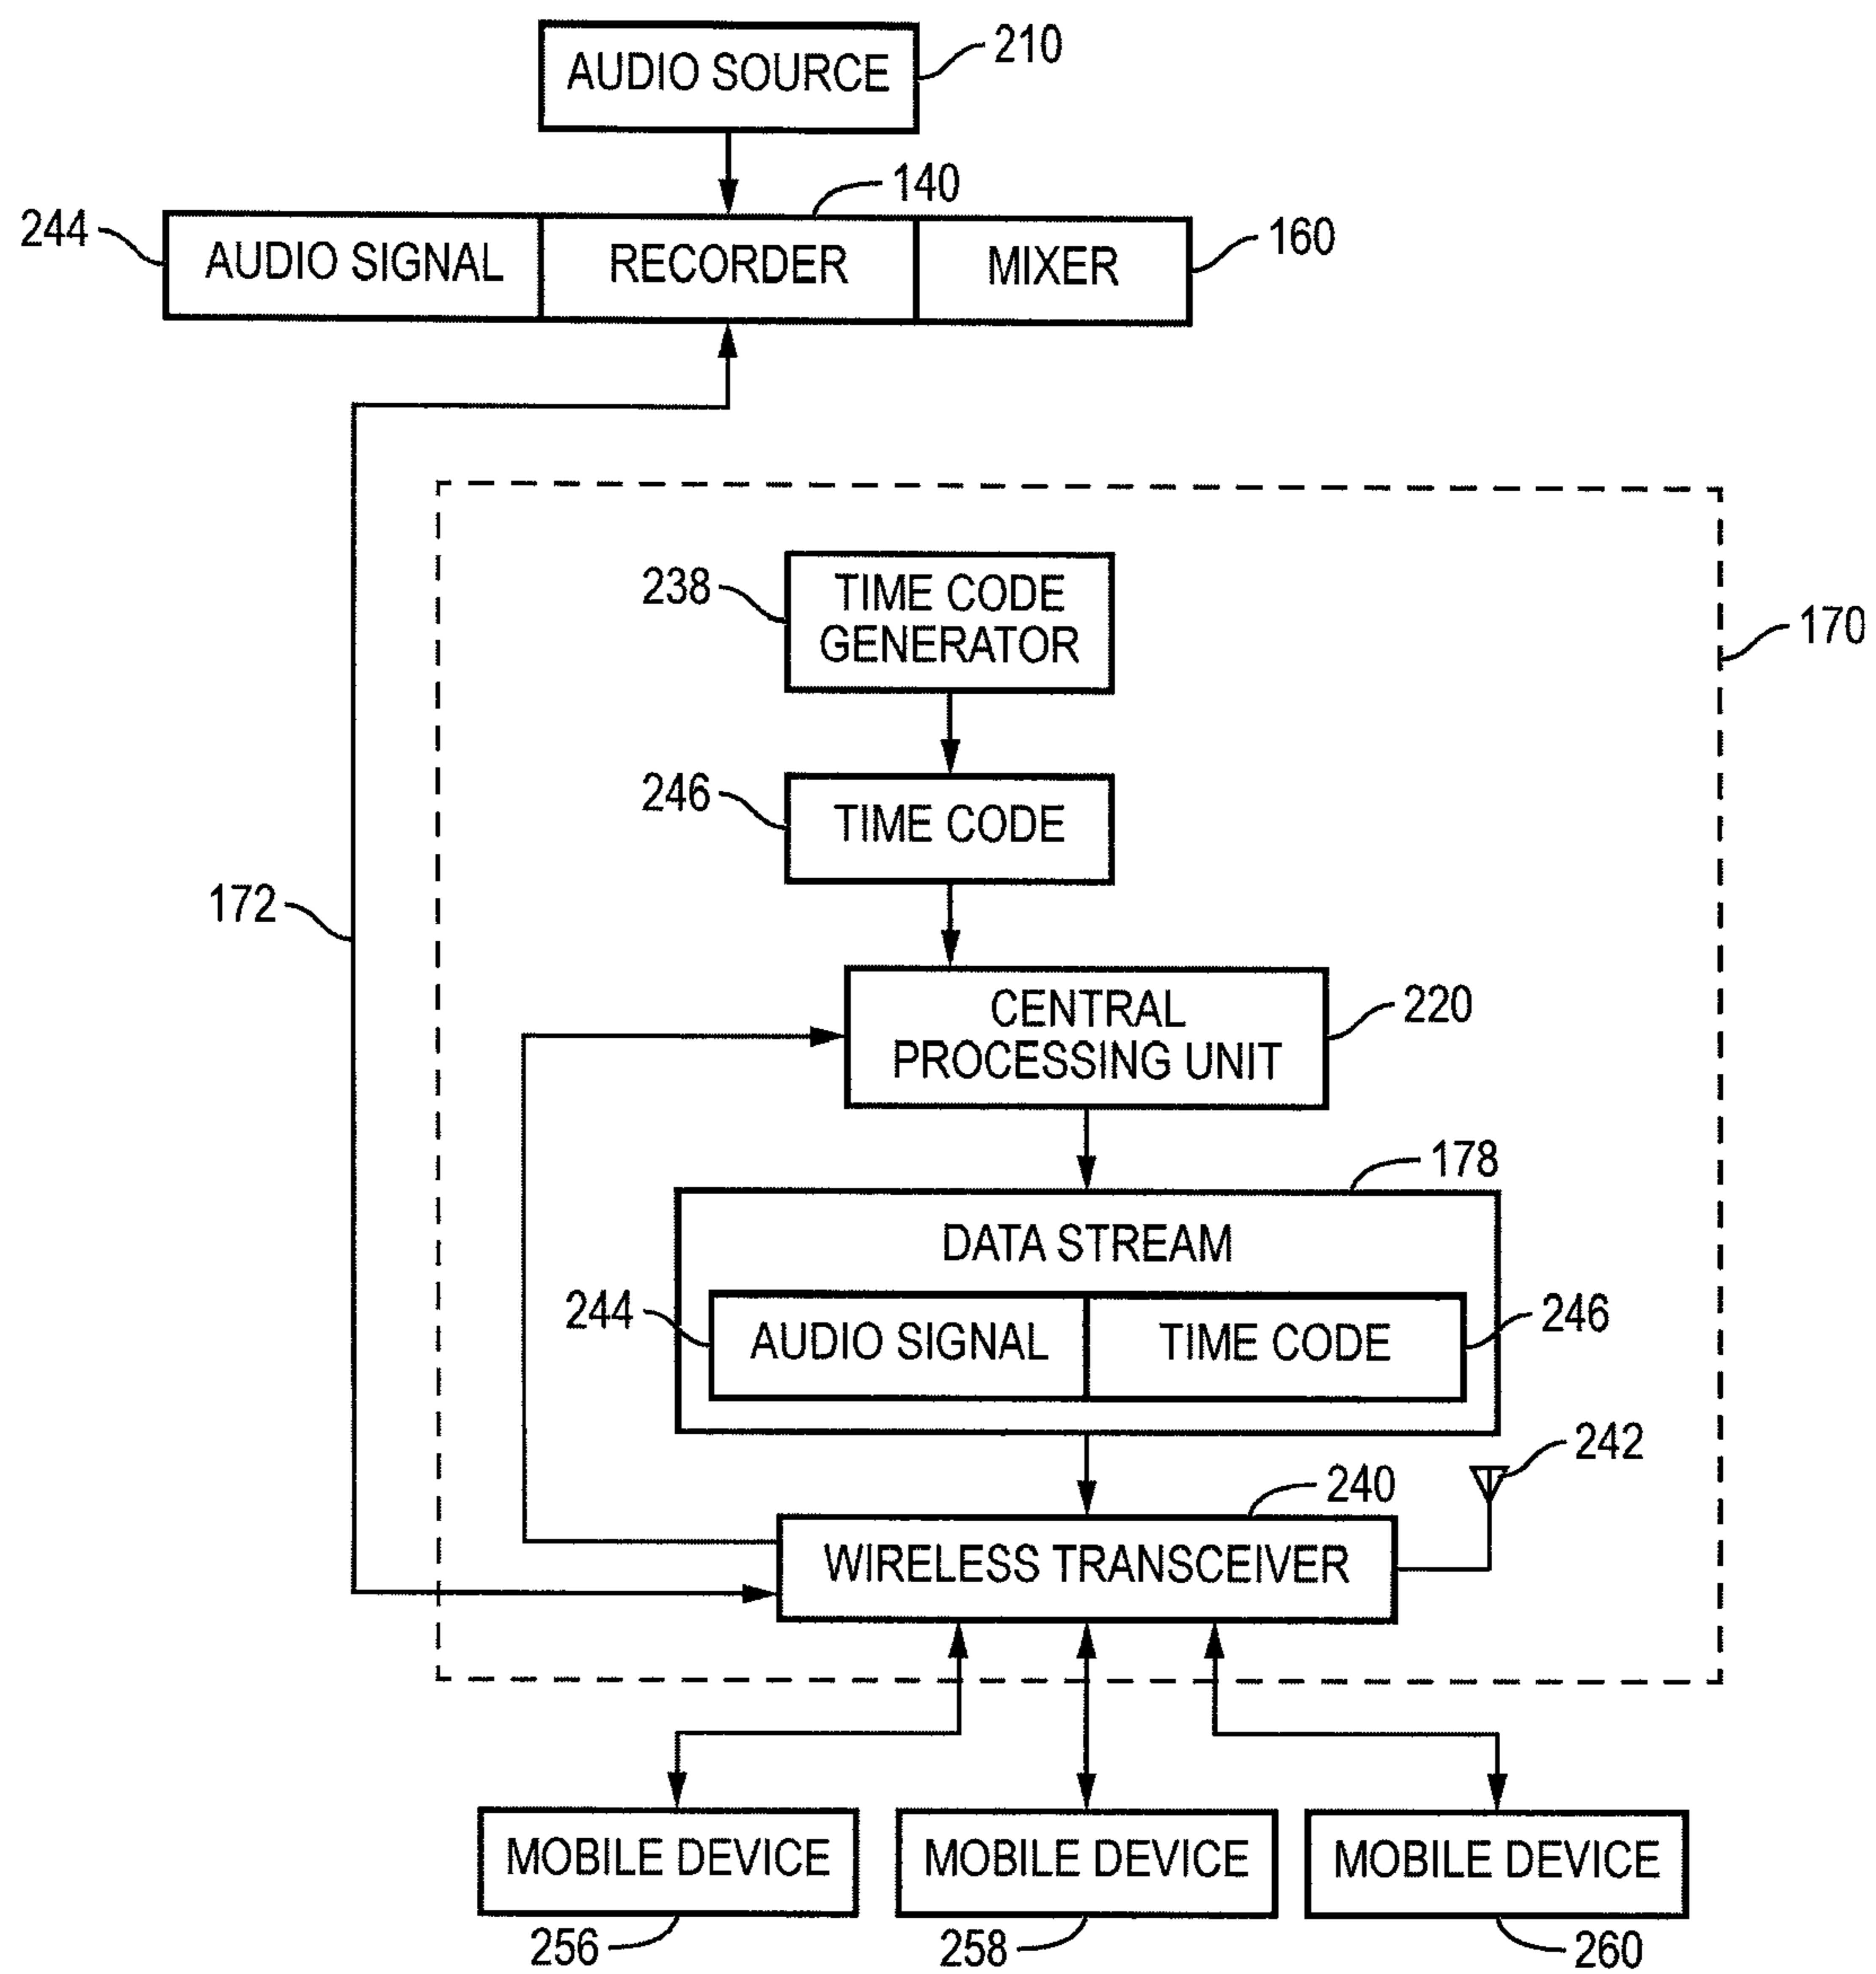 AUDIO SOURCE
210
140
244
AUDIO SIGNAL
RECORDER
MIXER
160
238
TIME CODE
GENERATOR
170
246
TIME CODE
172
CENTRAL
PROCESSING UNIT
220
178
DATA STREAM
244
AUDIO SIGNAL
TIME CODE
246
242
240
WIRELESS TRANSCEIVER
MOBILE DEVICE
MOBILE DEVICE
MOBILE DEVICE
256
258
260